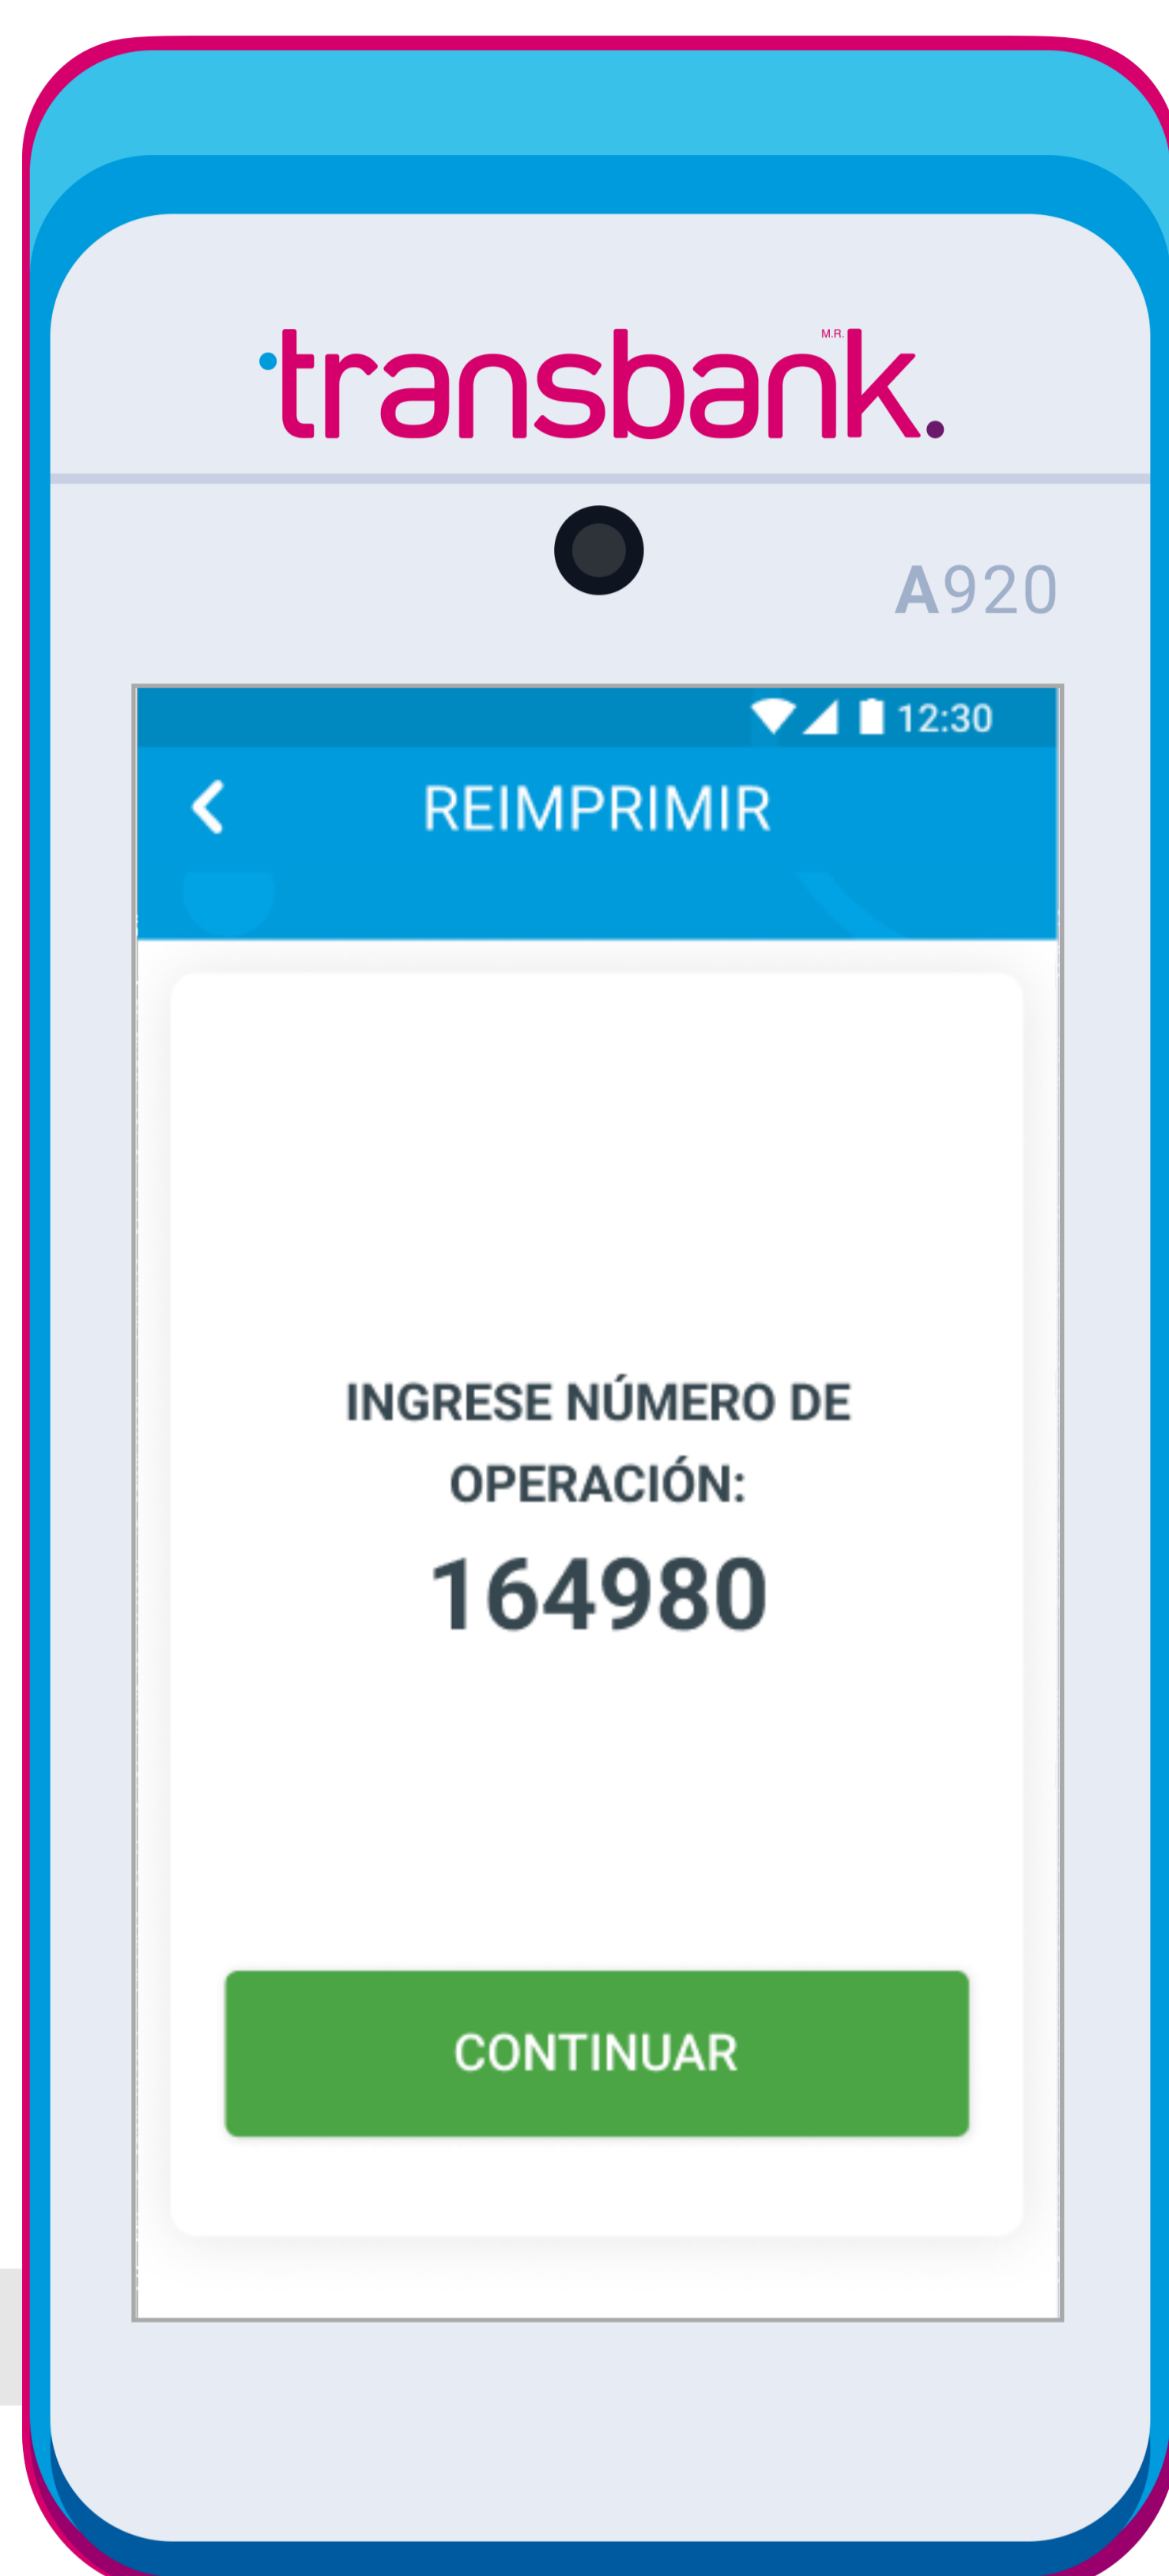 transbank.
M.R.
A920
12:30
REIMPRIMIR
INGRESE NÚMERO DE
OPERACIÓN:
164980
CONTINUAR